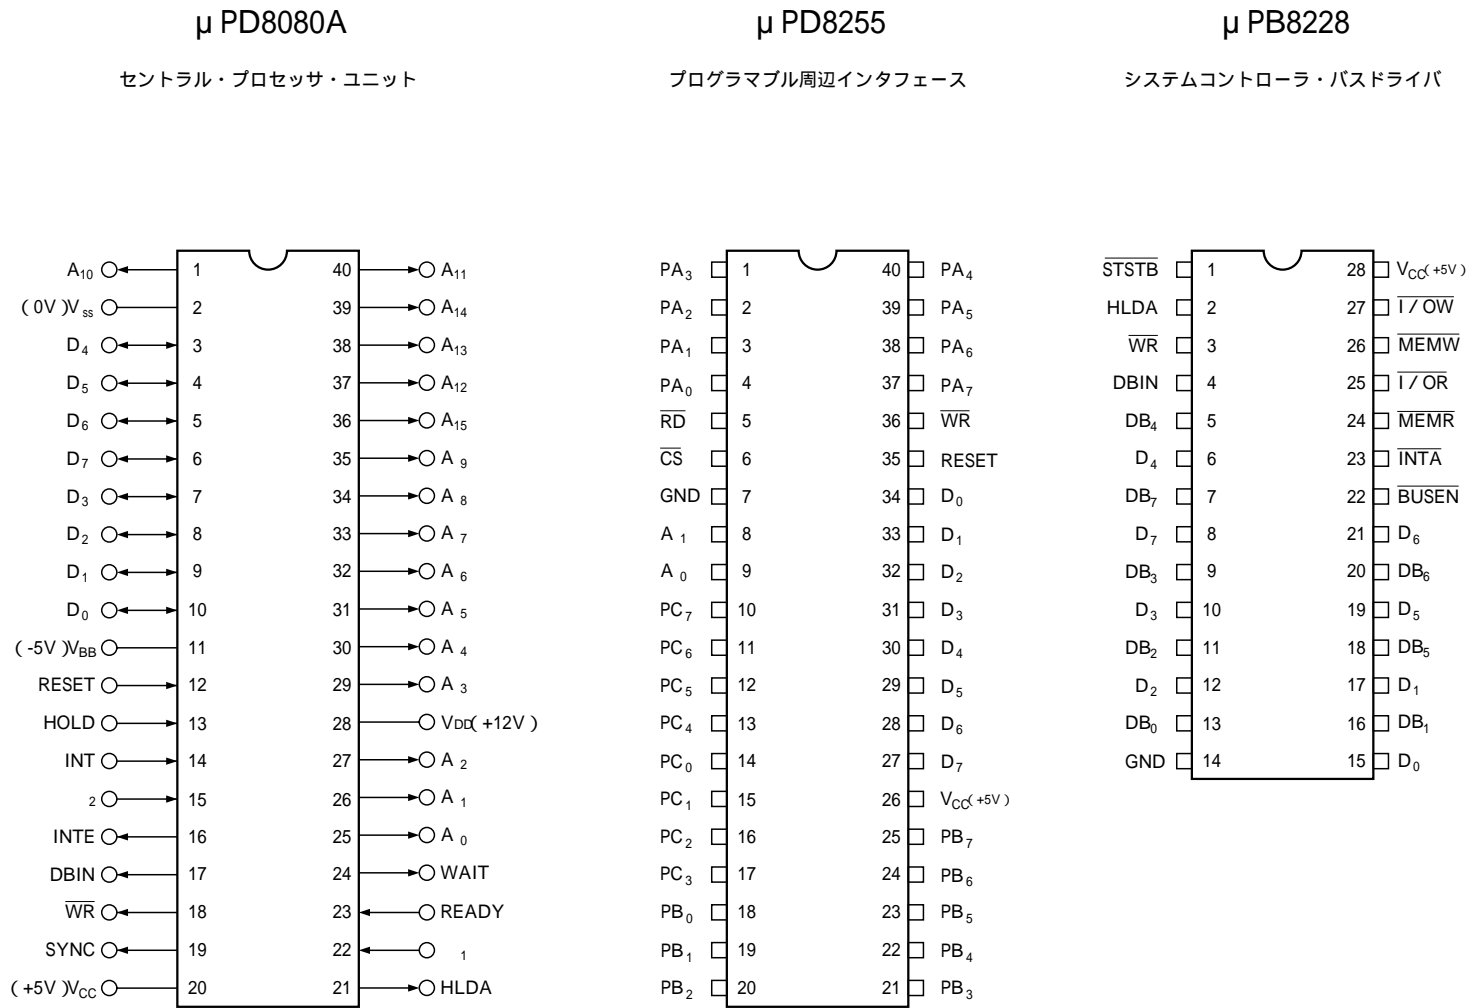 μ PD8080A
セントラル・プロセッサ・ユニット
A10 1 40 A11
( 0V )Vss 2 39 A14
D4 3 38 A13
D5 4 37 A12
D6 5 36 A15
D7 6 35 A 9
D3 7 34 A 8
D2 8 33 A 7
D1 9 32 A 6
D0 10 31 A 5
( -5V )VBB 11 30 A 4
RESET 12 29 A 3
HOLD 13 28 VDD( +12V )
INT 14 27 A 2
2 15 26 A 1
INTE 16 25 A 0
DBIN 17 24 WAIT
WR 18 23 READY
SYNC 19 22 1
( +5V )VCC 20 21 HLDA
μ PD8255
プログラマブル周辺インタフェース
PA3 1 40 PA4
PA2 2 39 PA5
PA1 3 38 PA6
PA0 4 37 PA7
RD 5 36 WR
CS 6 35 RESET
GND 7 34 D0
A 1 8 33 D1
A 0 9 32 D2
PC7 10 31 D3
PC6 11 30 D4
PC5 12 29 D5
PC4 13 28 D6
PC0 14 27 D7
PC1 15 26 VCC( +5V )
PC2 16 25 PB7
PC3 17 24 PB6
PB0 18 23 PB5
PB1 19 22 PB4
PB2 20 21 PB3
μ PB8228
システムコントローラ・バスドライバ
STSTB 1 28 VCC( +5V )
HLDA 2 27 I / OW
WR 3 26 MEMW
DBIN 4 25 I / OR
DB4 5 24 MEMR
D4 6 23 INTA
DB7 7 22 BUSEN
D7 8 21 D6
DB3 9 20 DB6
D3 10 19 D5
DB2 11 18 DB5
D2 12 17 D1
DB0 13 16 DB1
GND 14 15 D0